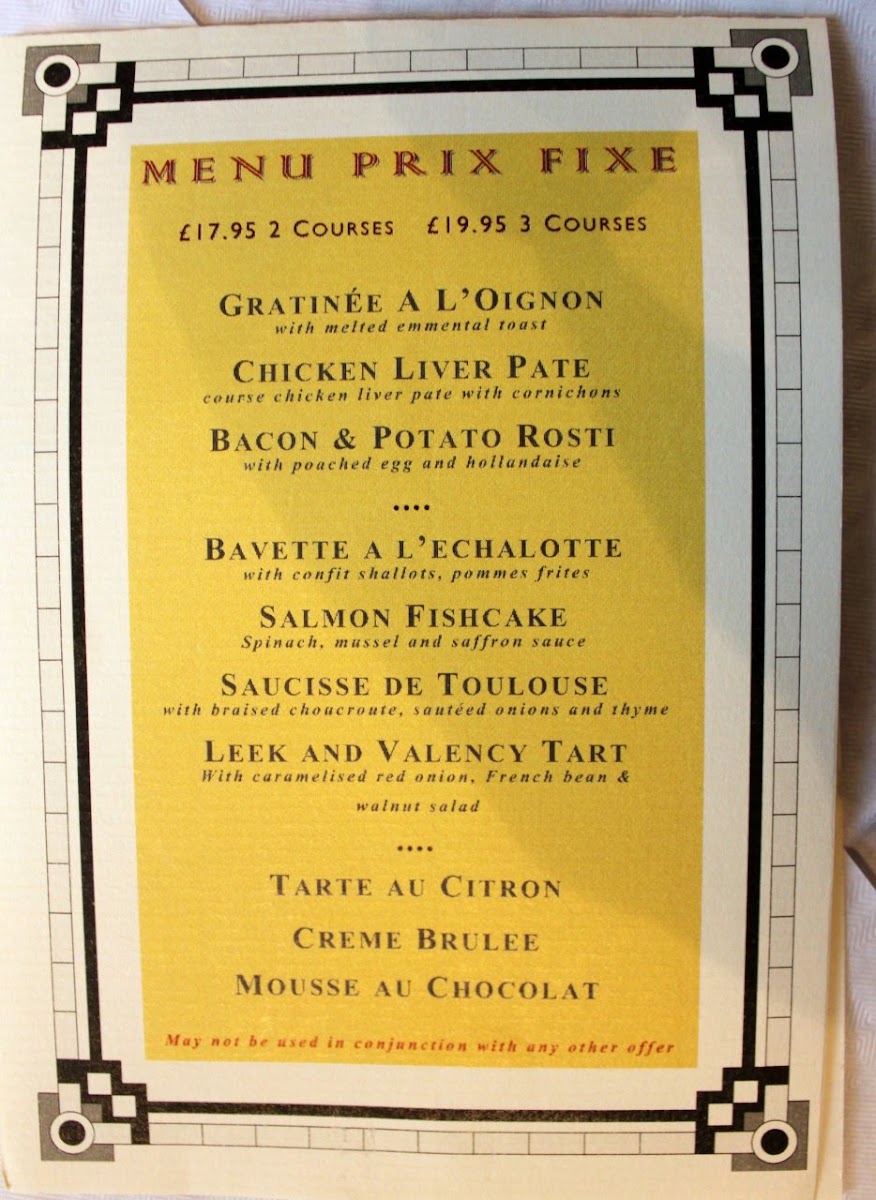 MENU PRIX FIXE
£17.95 2 COURSES £19.95 3 COURSES
GRATINÉE A L'OIGNON
with melted emmental toast
CHICKEN LIVER PATE
course chicken liver pate with cornichons
BACON & POTATO ROSTI
with poached egg and hollandaise
....
BAVETTE A L'ECHALOTTE
with confit shallots, pommes frites
SALMON FISHCAKE
Spinach, mussel and saffron sauce
SAUCISSE DE TOULOUSE
with braised choucroute, sautéed onions and thyme
LEEK AND VALENCY TART
With caramelised red onion, French bean &
walnut salad
....
TARTE AU CITRON
CREME BRULEE
MOUSSE AU CHOCOLAT
May not be used in conjunction with any other offer